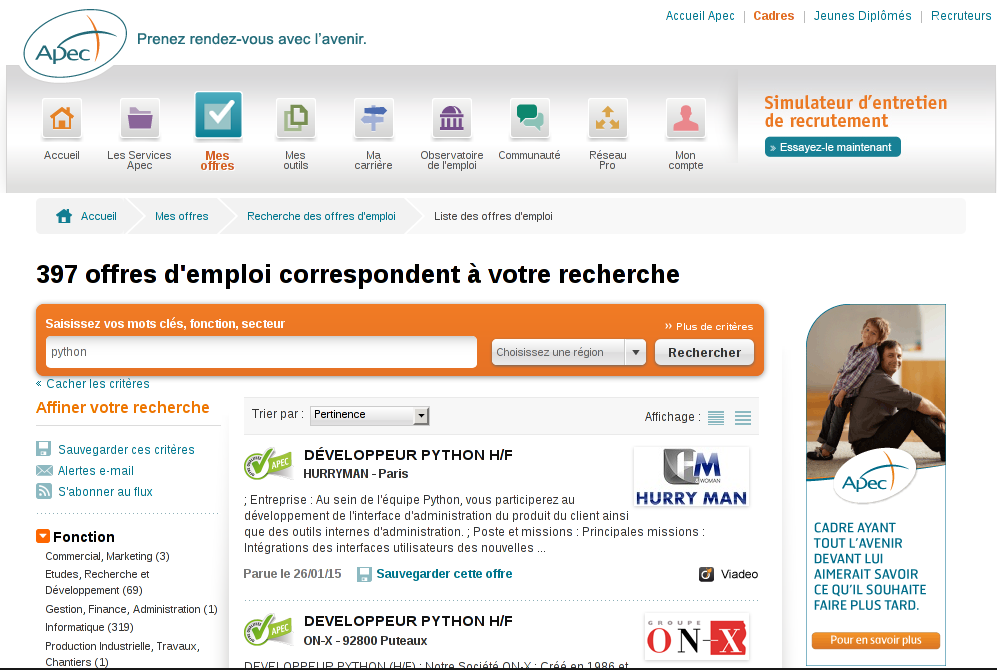 Accueil Apec | Cadres | Jeunes Diplômés | Recruteurs
Apec
Prenez rendez-vous avec l'avenir.
Accueil
Les Services
Apec
Mes
offres
Mes
outils
Ma
carrière
Observatoire
de l'emploi
Communauté
Réseau
Pro
Mon
compte
Simulateur d'entretien
de recrutement
» Essayez-le maintenant
Accueil
Mes offres
Recherche des offres d'emploi
Liste des offres d'emploi
397 offres d'emploi correspondent à votre recherche
Saisissez vos mots clés, fonction, secteur
» Plus de critères
python
Choisissez une région
Rechercher
« Cacher les critères
Affiner votre recherche
Sauvegarder ces critères
Alertes e-mail
S'abonner au flux
Fonction
Commercial, Marketing (3)
Etudes, Recherche et
Développement (69)
Gestion, Finance, Administration (1)
Informatique (319)
Production Industrielle, Travaux,
Chantiers (1)
Trier par : Pertinence
Affichage :
APEC
DÉVELOPPEUR PYTHON H/F
HURRYMAN - Paris
HM
&WOMAN
HURRY MAN
; Entreprise : Au sein de l'équipe Python, vous participerez au
développement de l'interface d'administration du produit du client ainsi
que des outils internes d'administration. ; Poste et missions : Principales missions :
Intégrations des interfaces utilisateurs des nouvelles ...
Parue le 26/01/15
Sauvegarder cette offre
Viadeo
APEC
DEVELOPPEUR PYTHON H/F
ON-X - 92800 Puteaux
GROUPE
ON-X
DEVELOPPEUR PYTHON (H/F) : Notre Société ON-X : Créé en 1986 et
Apec
CADRE AYANT
TOUT L'AVENIR
DEVANT LUI
AIMERAIT SAVOIR
CE QU'IL SOUHAITE
FAIRE PLUS TARD.
Pour en savoir plus